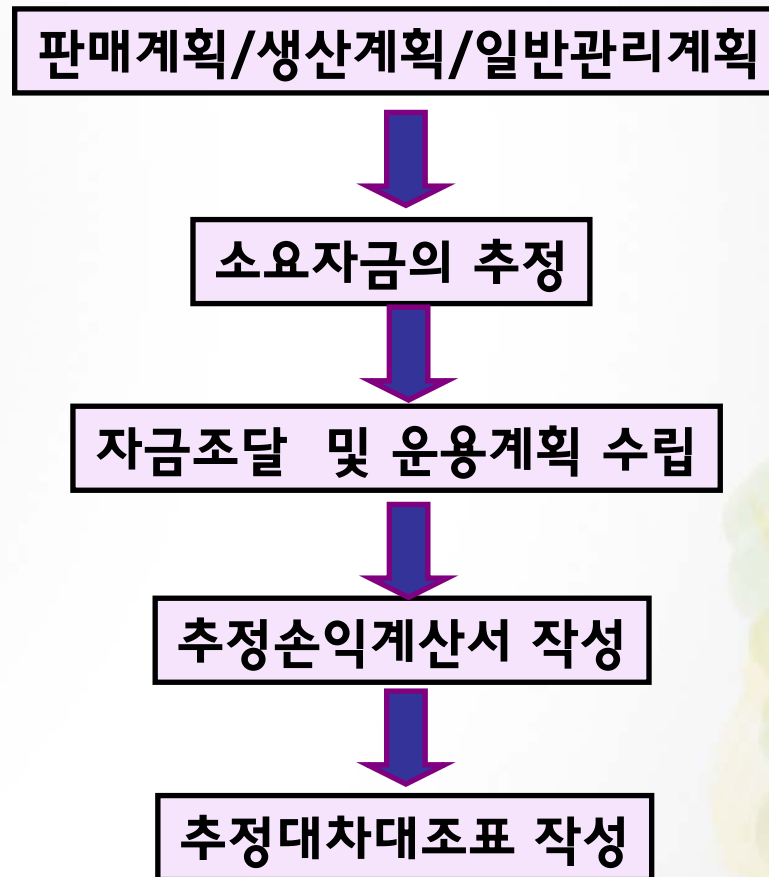 판매계획/생산계획/일반관리계획
소요자금의 추정
자금조달 및 운용계획 수립
추정손익계산서 작성
추정대차대조표 작성